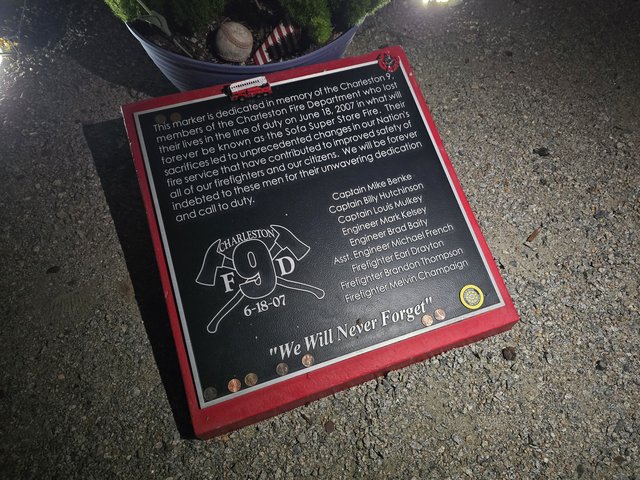 This marker is dedicated in memory of the Charleston 9,
members of the Charleston Fire Department who lost
their lives in the line of duty on June 18, 2007 in what will
forever be known as the Sofa Super Store Fire. Their
sacrifices led to unprecedented changes in our Nation's
fire service that have contributed to improved safety of
all of our firefighters and our citizens. We will be forever
indebted to these men for their unwavering dedication
and call to duty.
Captain Mike Benke
Captain Billy Hutchinson
Captain Louis Mulkey
Engineer Mark Kelsey
Engineer Brad Baity
Asst. Engineer Michael French
Firefighter Earl Drayton
Firefighter Brandon Thompson
Firefighter Melvin Champaign
CHARLESTON
F 9 D
6-18-07
"We Will Never Forget"